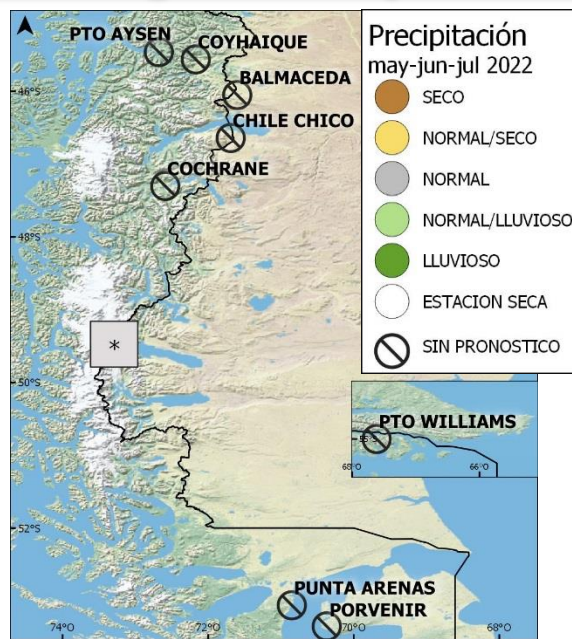 PTO AYSEN
COYHAIQUE
BALMACEDA
CHILE CHICO
COCHRANE
46°S
48°S
50°S
52°S
*
Precipitación
may-jun-jul 2022
SECO
NORMAL/SECO
NORMAL
NORMAL/LLUVIOSO
LLUVIOSO
ESTACION SECA
SIN PRONOSTICO
PTO WILLIAMS
55°S
68°O
66°O
PUNTA ARENAS
PORVENIR
74°O
72°O
70°O
68°O